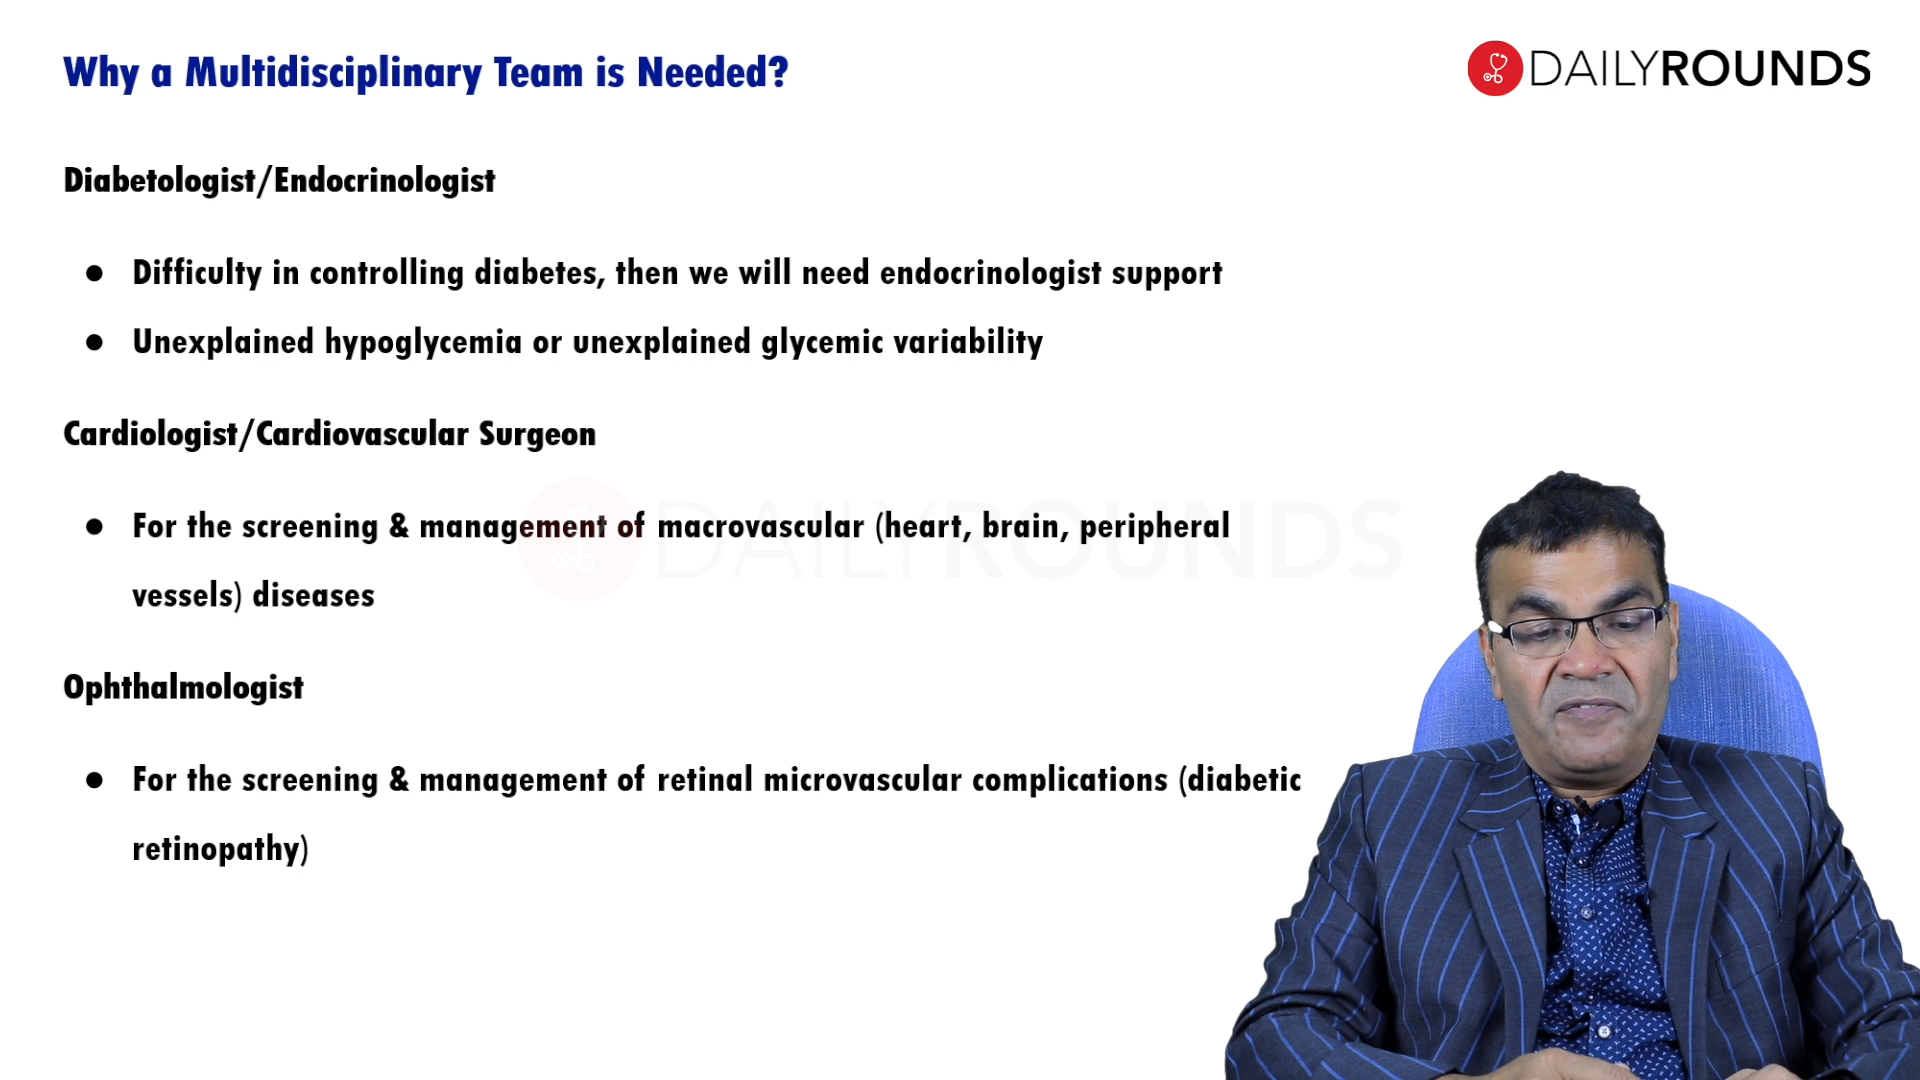 Why a Multidisciplinary Team is Needed?
DAILYROUNDS
Diabetologist/Endocrinologist
● Difficulty in controlling diabetes, then we will need endocrinologist support
● Unexplained hypoglycemia or unexplained glycemic variability
Cardiologist/Cardiovascular Surgeon
● For the screening & management of macrovascular (heart, brain, peripheral
vessels) diseases
DAILYROUNDS
Ophthalmologist
● For the screening & management of retinal microvascular complications (diabetic
retinopathy)